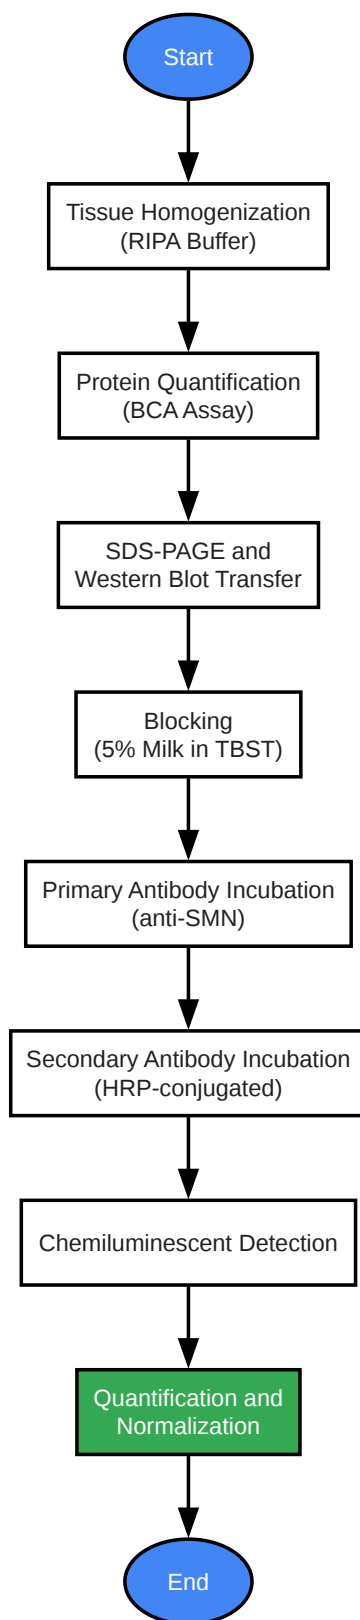 Start
Tissue Homogenization
(RIPA Buffer)
Protein Quantification
(BCA Assay)
SDS-PAGE and
Western Blot Transfer
Blocking
(5% Milk in TBST)
Primary Antibody Incubation
(anti-SMN)
Secondary Antibody Incubation
(HRP-conjugated)
Chemiluminescent Detection
Quantification and
Normalization
End